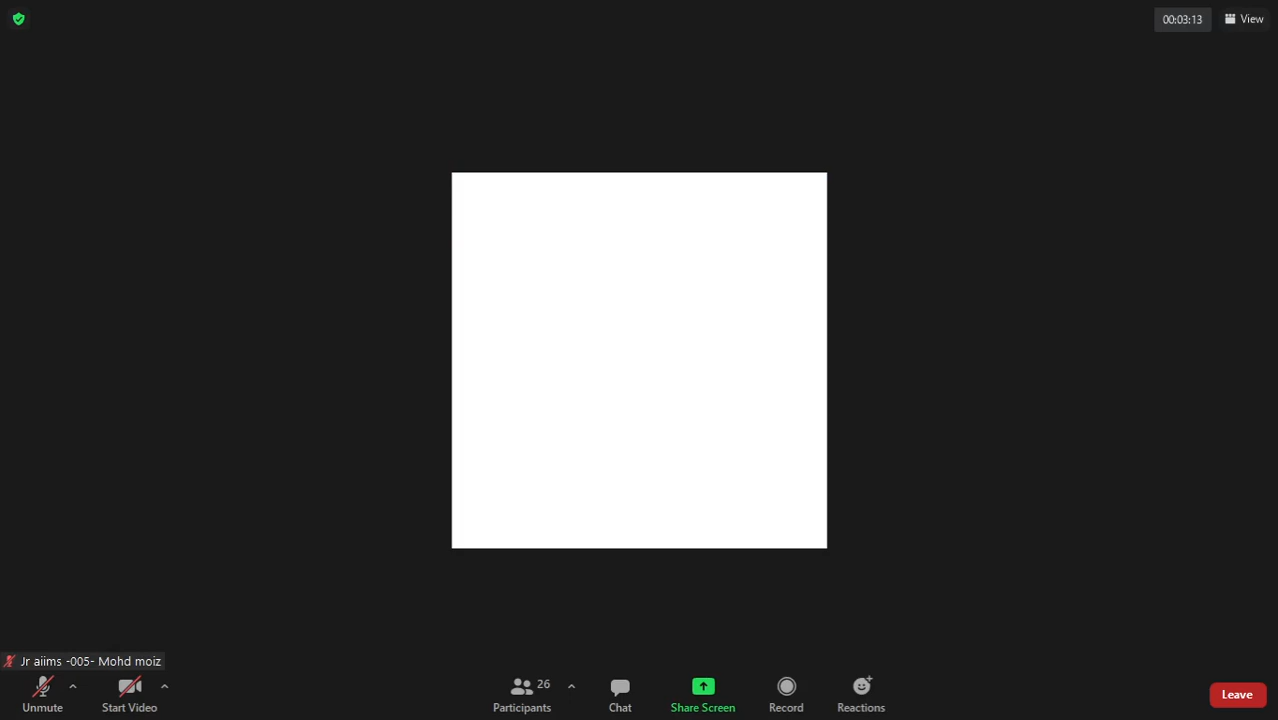 00:03:13
View
Jr aiims -005- Mohd moiz
Unmute
Start Video
26
Participants
Chat
Share Screen
Record
Reactions
Leave